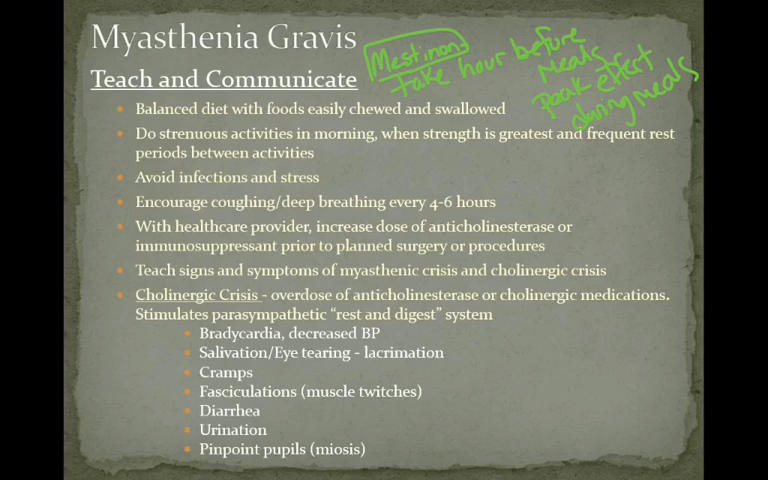 Myasthenia Gravis
Mestinon
take hour before
Meals
peak effect
during meals
Teach and Communicate
• Balanced diet with foods easily chewed and swallowed
• Do strenuous activities in morning, when strength is greatest and frequent rest
periods between activities
• Avoid infections and stress
• Encourage coughing/deep breathing every 4-6 hours
• With healthcare provider, increase dose of anticholinesterase or
immunosuppressant prior to planned surgery or procedures
• Teach signs and symptoms of myasthenic crisis and cholinergic crisis
• Cholinergic Crisis - overdose of anticholinesterase or cholinergic medications.
Stimulates parasympathetic “rest and digest” system
• Bradycardia, decreased BP
• Salivation/Eye tearing - lacrimation
• Cramps
• Fasciculations (muscle twitches)
• Diarrhea
• Urination
• Pinpoint pupils (miosis)